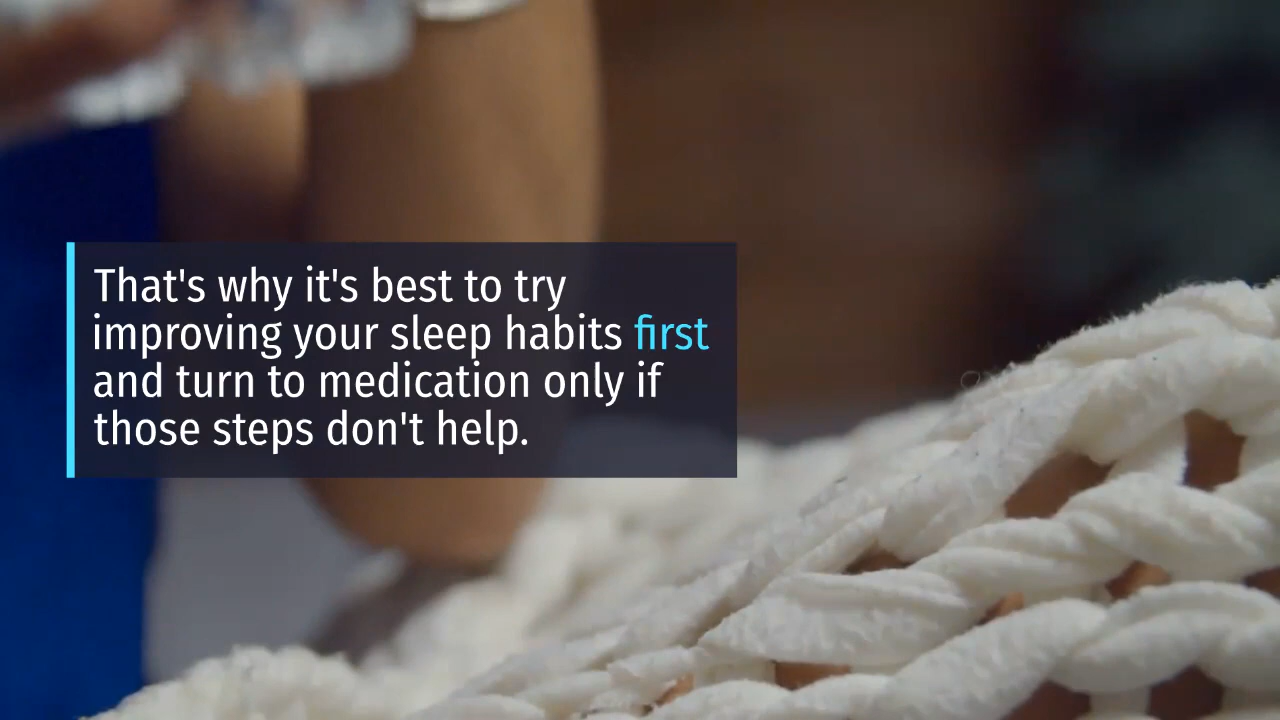 That's why it's best to try
improving your sleep habits first
and turn to medication only if
those steps don't help.